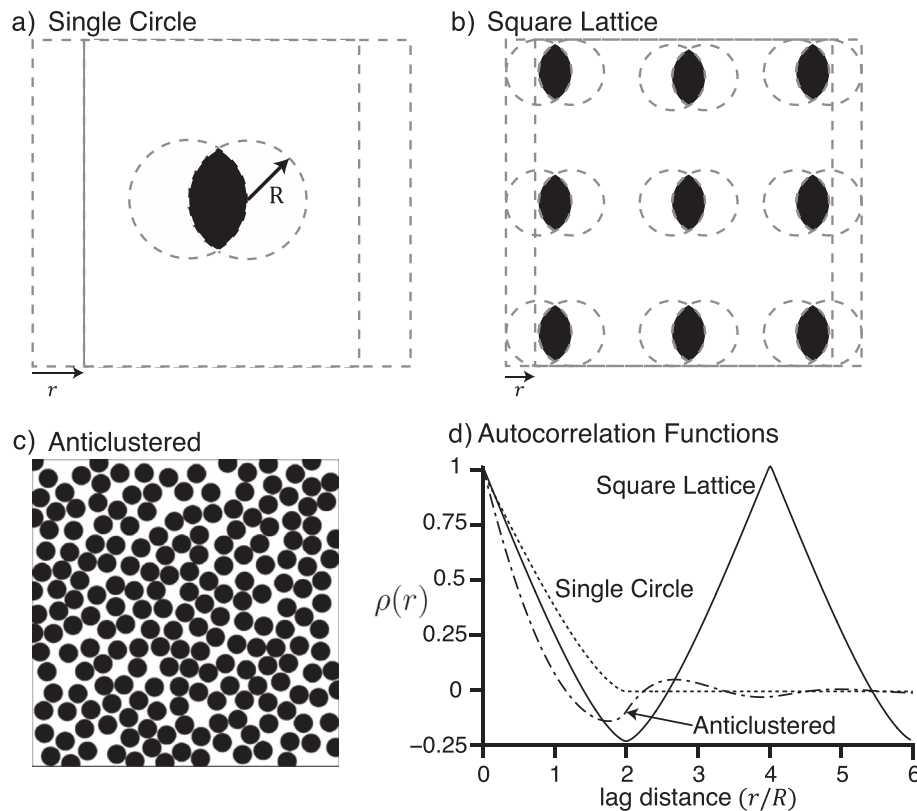 a) Single Circle
R
r
b) Square Lattice
r
c) Anticlustered
d) Autocorrelation Functions
1
0.75
0.5
0.25
0
−0.25
ρ(r)
Square Lattice
Single Circle
Anticlustered
0 1 2 3 4 5 6
lag distance (r/R)